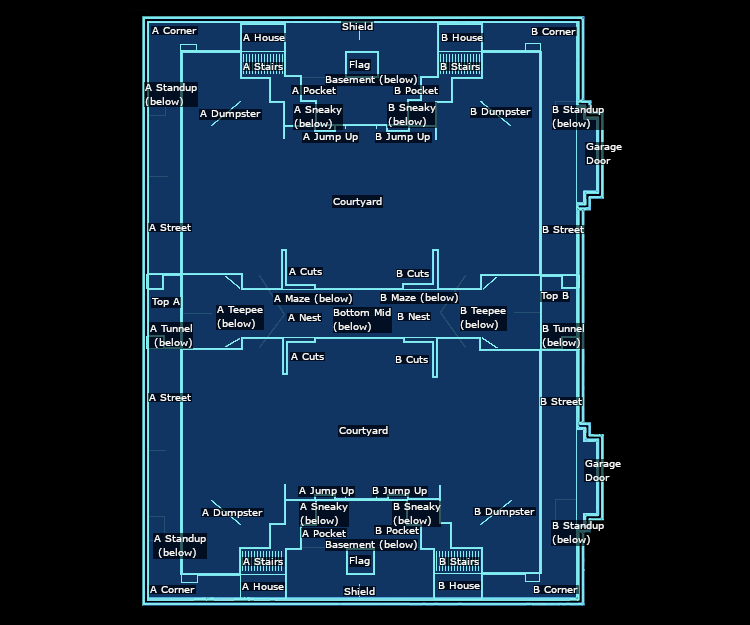 Shield
A Corner
B Corner
A House
B House
Flag
A Stairs
B Stairs
Basement (below)
A Standup
(below)
A Pocket
B Pocket
A Dumpster
A Sneaky
(below)
B Sneaky
(below)
B Dumpster
B Standup
(below)
A Jump Up
B Jump Up
Garage
Door
Courtyard
A Street
B Street
A Cuts
B Cuts
Top A
A Maze (below)
B Maze (below)
Top B
A Teepee
(below)
A Nest
Bottom Mid
(below)
B Nest
B Teepee
(below)
A Tunnel
(below)
B Tunnel
(below)
A Cuts
B Cuts
A Street
B Street
Courtyard
Garage
Door
A Jump Up
B Jump Up
A Dumpster
A Sneaky
(below)
B Sneaky
(below)
B Dumpster
A Standup
(below)
A Pocket
B Pocket
B Standup
(below)
Basement (below)
A Stairs
Flag
B Stairs
A Corner
A House
Shield
B House
B Corner